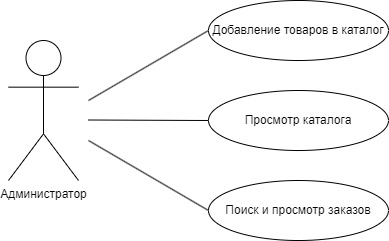 Добавление товаров в каталог
Просмотр каталога
Администратор
Поиск и просмотр заказов